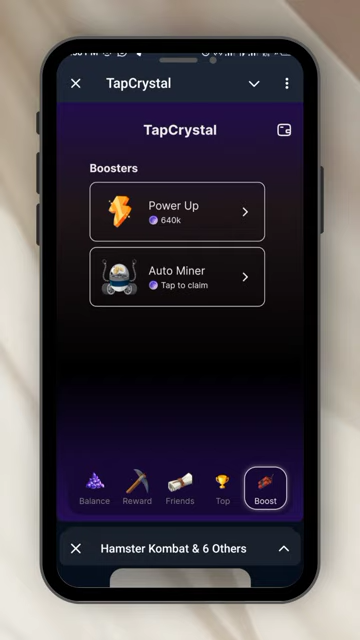 TapCrystal
TapCrystal
Boosters
Power Up
640k
Auto Miner
Tap to claim
Balance
Reward
Friends
Top
Boost
Hamster Kombat & 6 Others